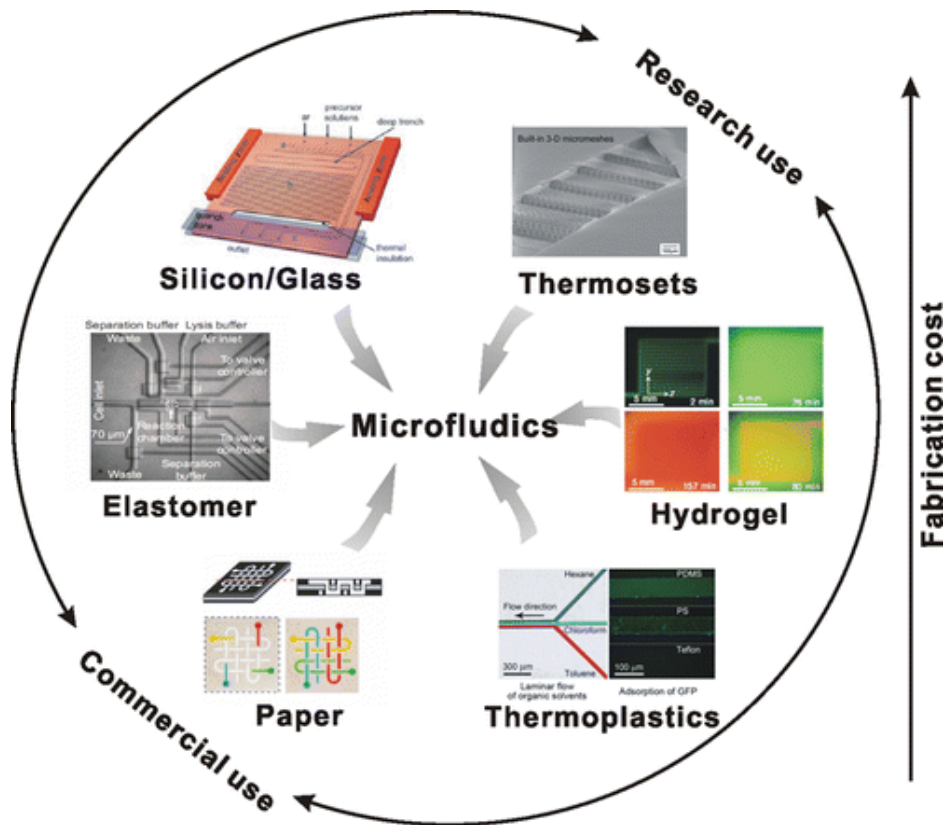 Research use
Fabrication cost
precursor
air solutions
deep trench
Heating zone
quench
zone
outlet
thermal
insulation
Silicon/Glass
Built-in 3-D micromeshes
Thermosets
Separation buffer Lysis buffer
Waste Air inlet
To valve
controller
Cell inlet
Reaction
chamber
70 µm
To valve
controller
Waste Separation
buffer
Elastomer
Microfludics
5 mm 2 min
5 mm
5 mm 157 min
5 mm 80 min
Hydrogel
Paper
Hexane
Flow direction
Chloroform
300 µm
Toluene
Laminar flow
of organic solvents
PDMS
PS
Teflon
100 µm
Adsorption of GFP
Thermoplastics
Commercial use